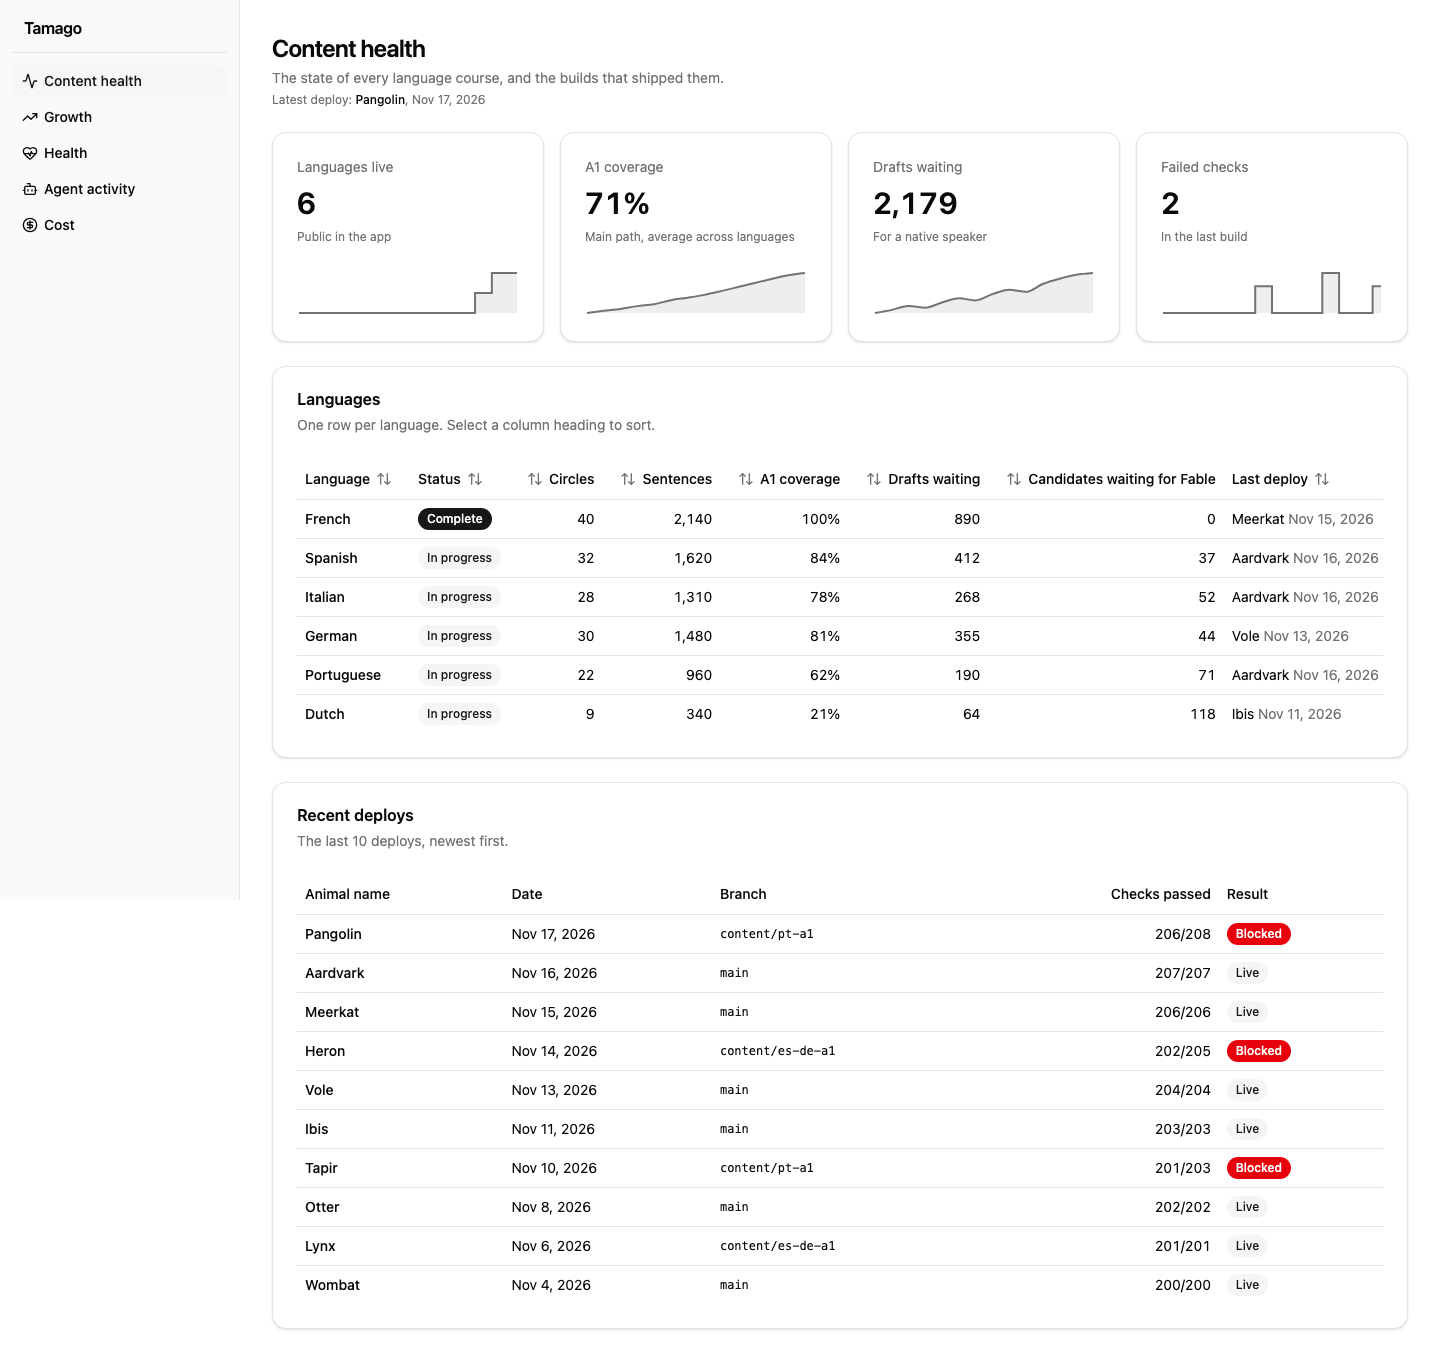 Tamago
Content health
Growth
Health
Agent activity
Cost
Content health
The state of every language course, and the builds that shipped them.
Latest deploy: Pangolin, Nov 17, 2026
Languages live
6
Public in the app
A1 coverage
71%
Main path, average across languages
Drafts waiting
2,179
For a native speaker
Failed checks
2
In the last build
Languages
One row per language. Select a column heading to sort.
Language Status Circles Sentences A1 coverage Drafts waiting Candidates waiting for Fable Last deploy
French Complete 40 2,140 100% 890 0 Meerkat Nov 15, 2026
Spanish In progress 32 1,620 84% 412 37 Aardvark Nov 16, 2026
Italian In progress 28 1,310 78% 268 52 Aardvark Nov 16, 2026
German In progress 30 1,480 81% 355 44 Vole Nov 13, 2026
Portuguese In progress 22 960 62% 190 71 Aardvark Nov 16, 2026
Dutch In progress 9 340 21% 64 118 Ibis Nov 11, 2026
Recent deploys
The last 10 deploys, newest first.
Animal name Date Branch Checks passed Result
Pangolin Nov 17, 2026 content/pt-a1 206/208 Blocked
Aardvark Nov 16, 2026 main 207/207 Live
Meerkat Nov 15, 2026 main 206/206 Live
Heron Nov 14, 2026 content/es-de-a1 202/205 Blocked
Vole Nov 13, 2026 main 204/204 Live
Ibis Nov 11, 2026 main 203/203 Live
Tapir Nov 10, 2026 content/pt-a1 201/203 Blocked
Otter Nov 8, 2026 main 202/202 Live
Lynx Nov 6, 2026 content/es-de-a1 201/201 Live
Wombat Nov 4, 2026 main 200/200 Live